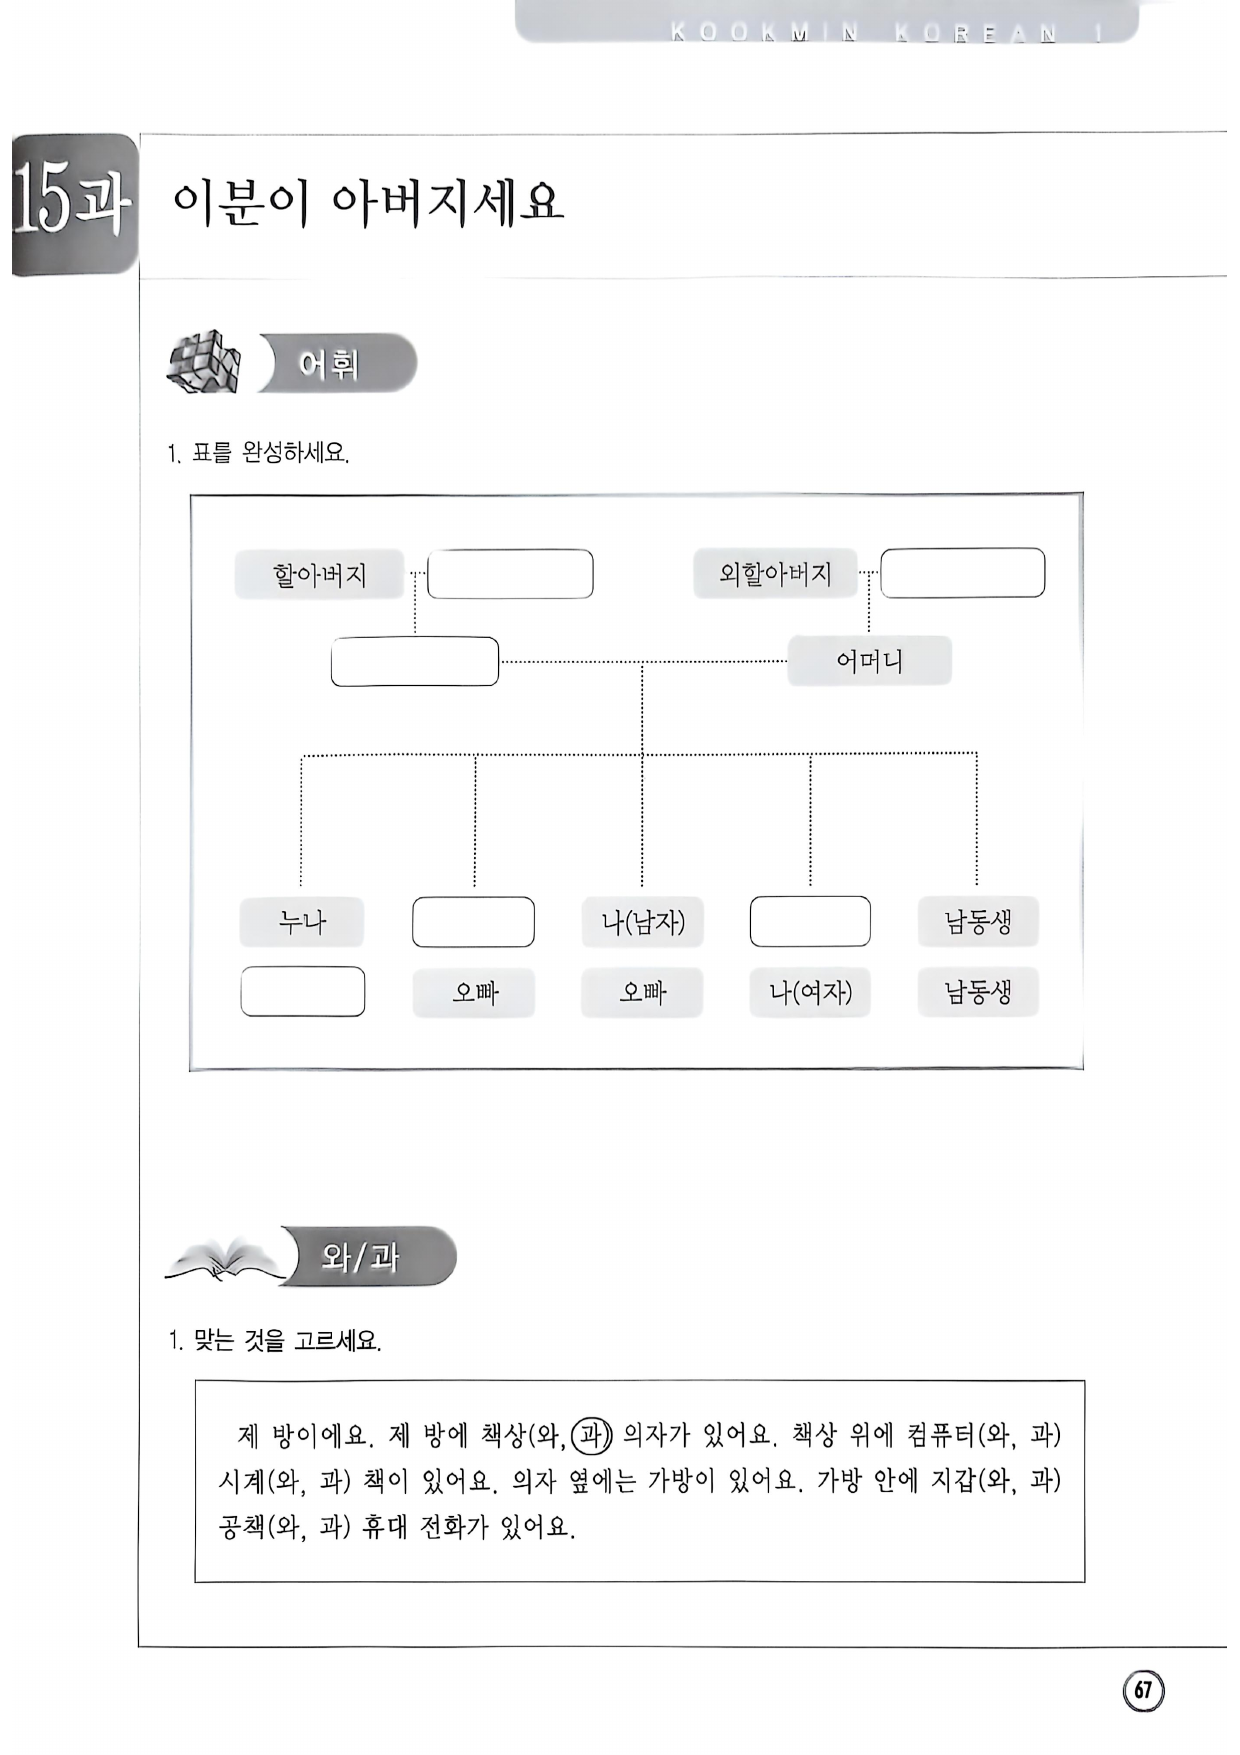 KOOKMIN KOREAN 1
15과 이분이 아버지세요
어휘
1. 표를 완성하세요.
할아버지 외할아버지
어머니
누나 나(남자) 남동생
오빠 오빠 나(여자) 남동생
와/과
1. 맞는 것을 고르세요.
제 방이에요. 제 방에 책상(와, 과) 의자가 있어요. 책상 위에 컴퓨터(와, 과)
시계(와, 과) 책이 있어요. 의자 옆에는 가방이 있어요. 가방 안에 지갑(와, 과)
공책(와, 과) 휴대 전화가 있어요.
67